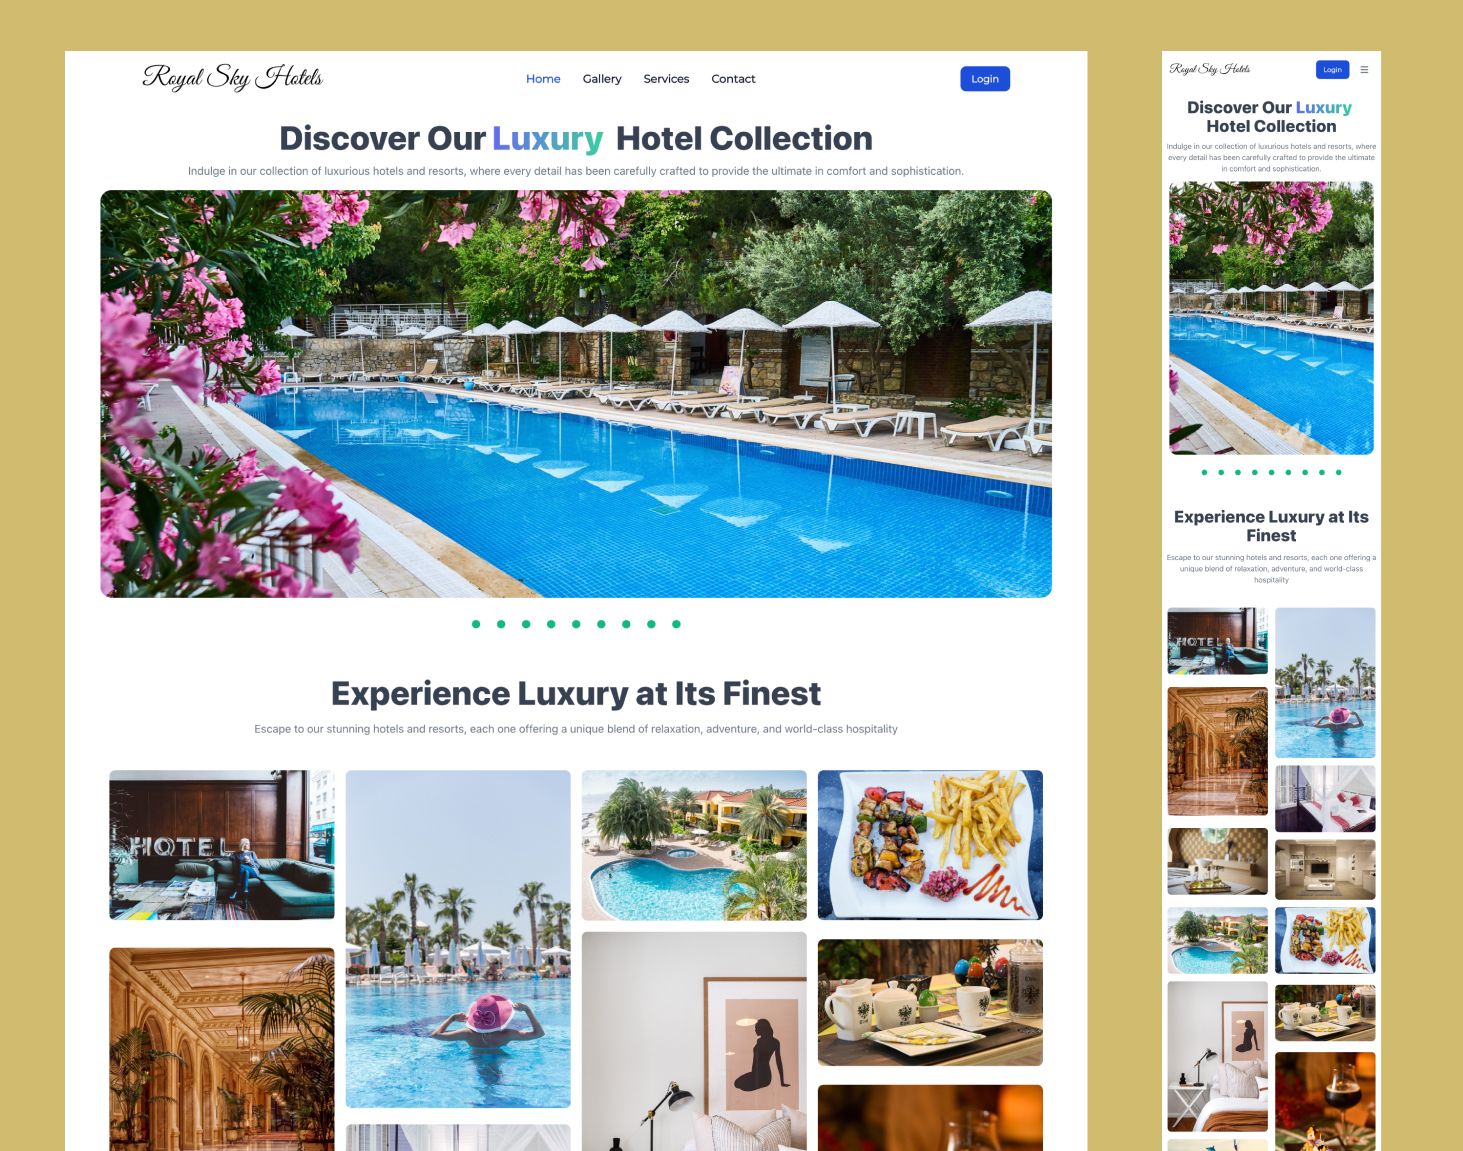 Royal Sky Hotels
Home Gallery Services Contact
Login
Discover Our Luxury Hotel Collection
Indulge in our collection of luxurious hotels and resorts, where every detail has been carefully crafted to provide the ultimate in comfort and sophistication.
Experience Luxury at Its Finest
Escape to our stunning hotels and resorts, each one offering a unique blend of relaxation, adventure, and world-class hospitality
HOTEL
Royal Sky Hotels
Login
Discover Our Luxury
Hotel Collection
Indulge in our collection of luxurious hotels and resorts, where
every detail has been carefully crafted to provide the ultimate
in comfort and sophistication.
Experience Luxury at Its
Finest
Escape to our stunning hotels and resorts, each one offering a
unique blend of relaxation, adventure, and world-class
hospitality
HOTEL